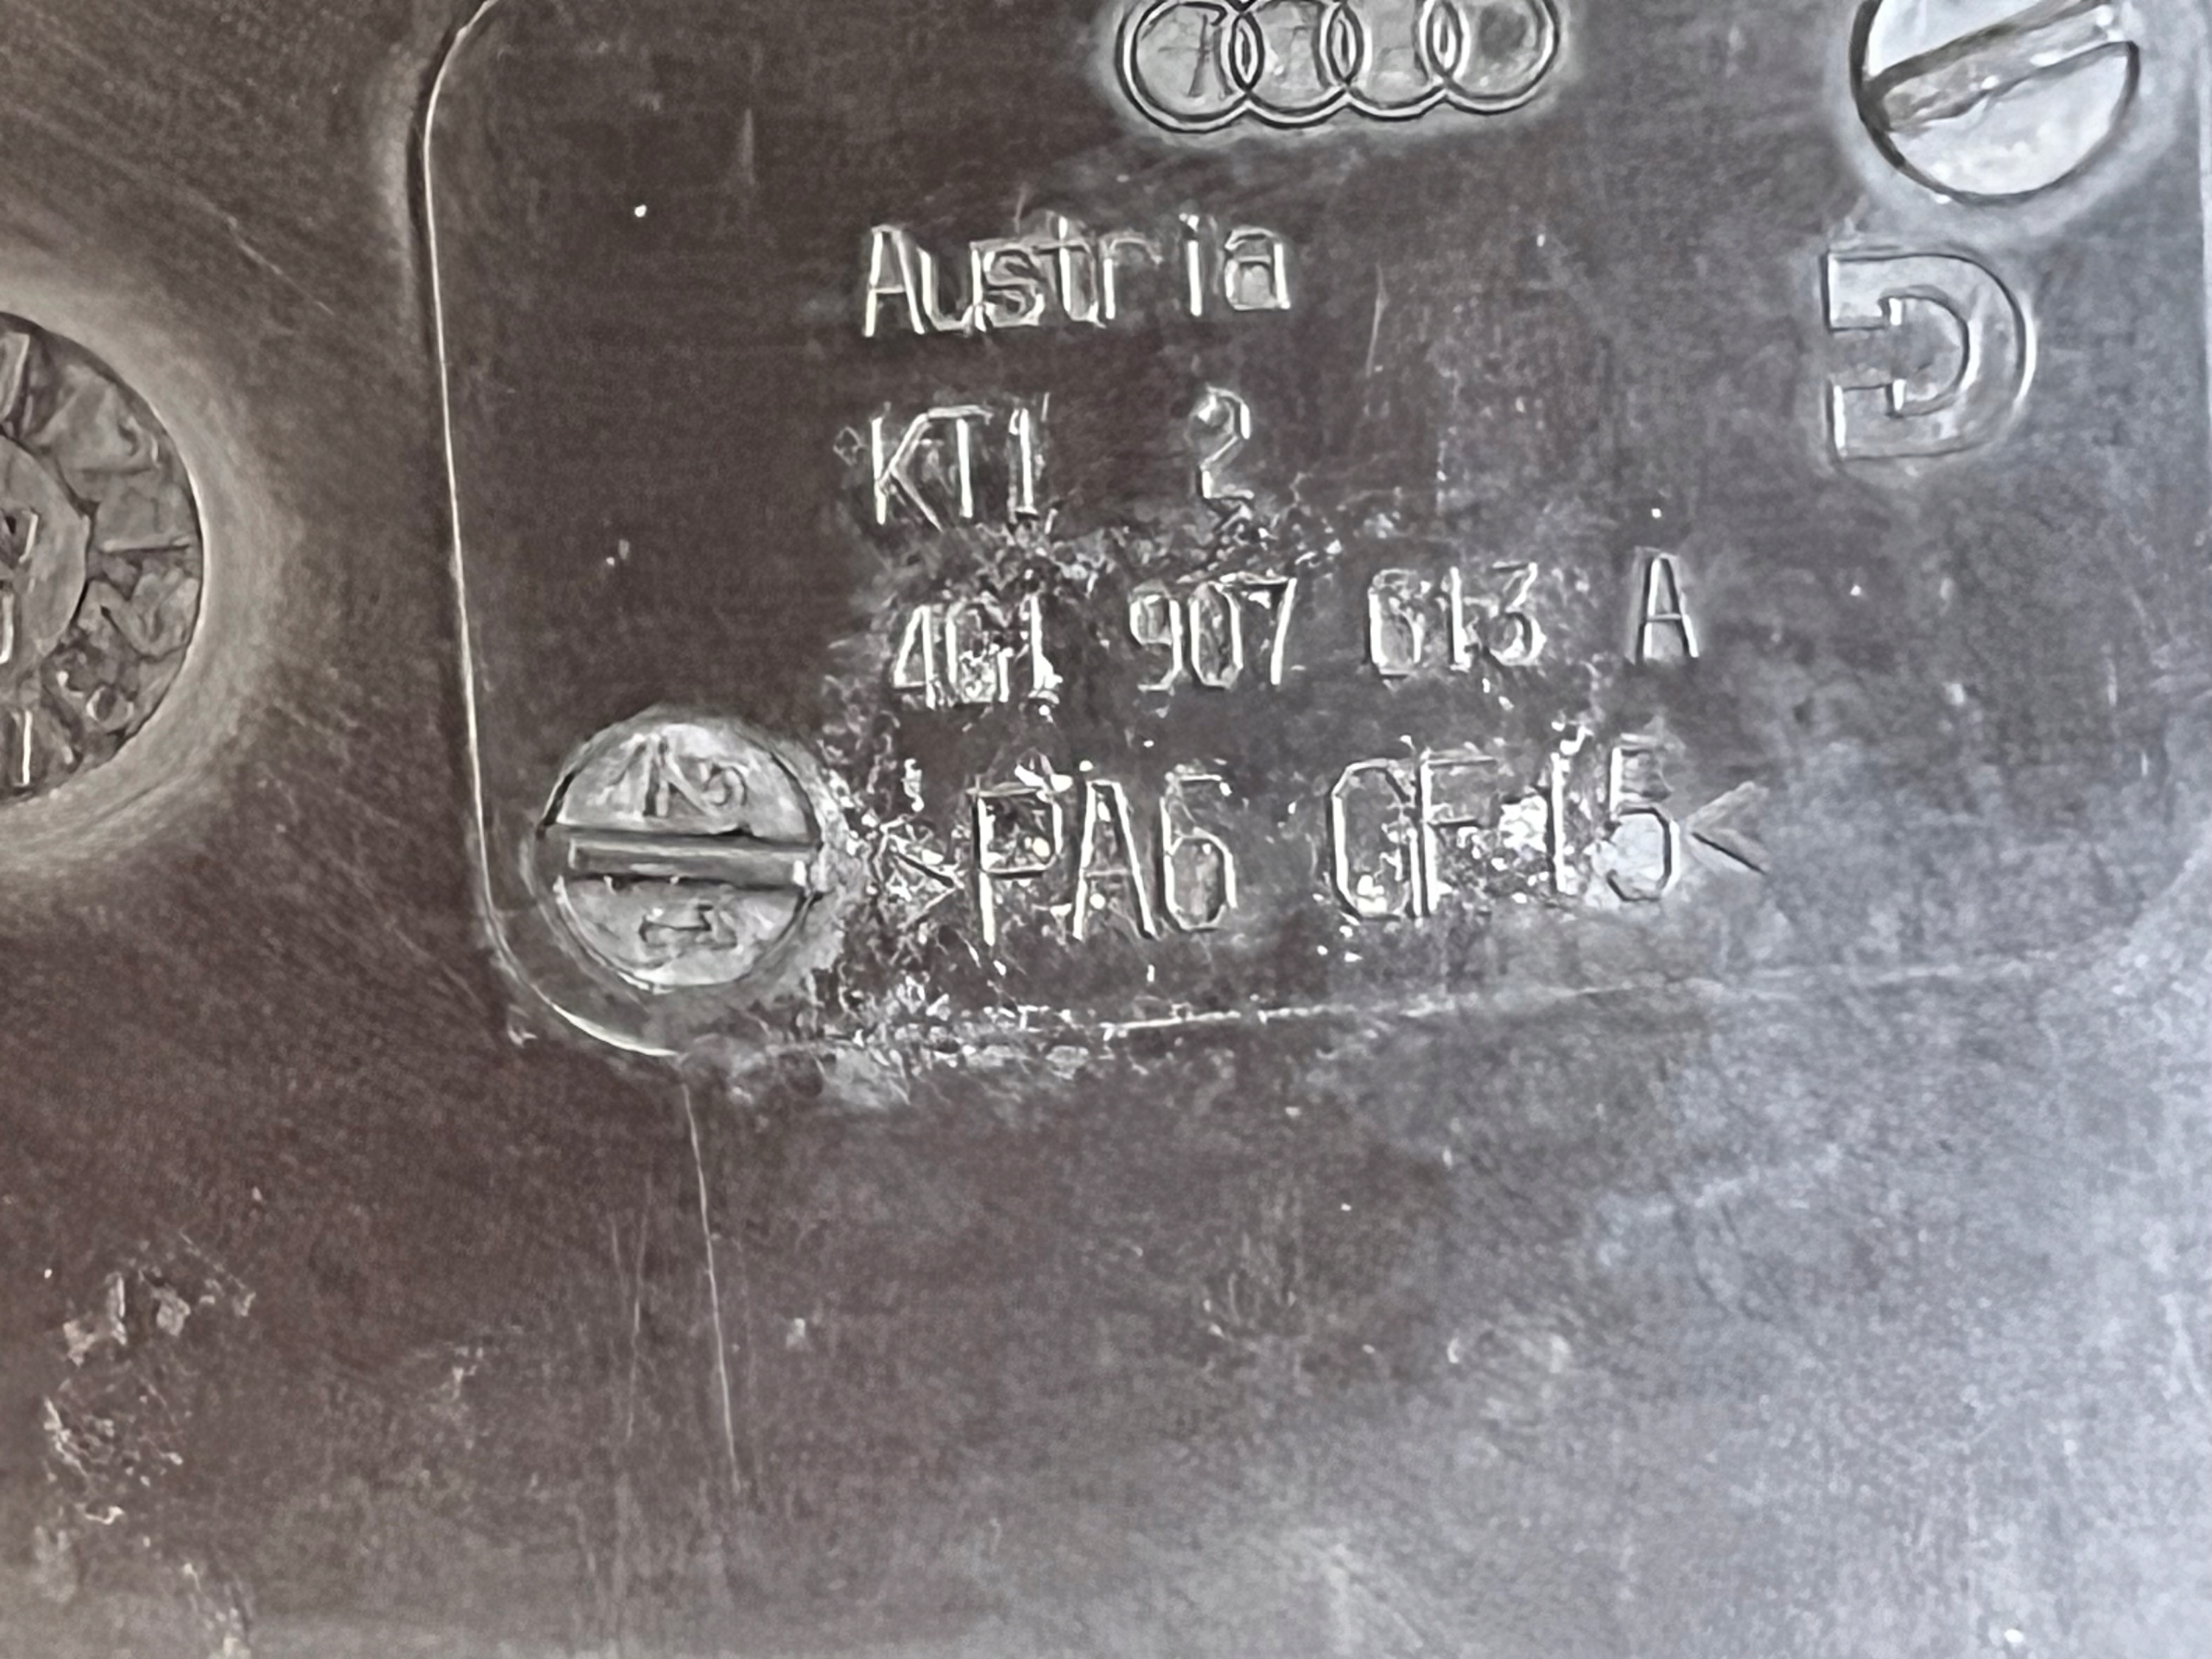 Austria
KT1 2
4G1 907 613 A
>PA6 GF15<